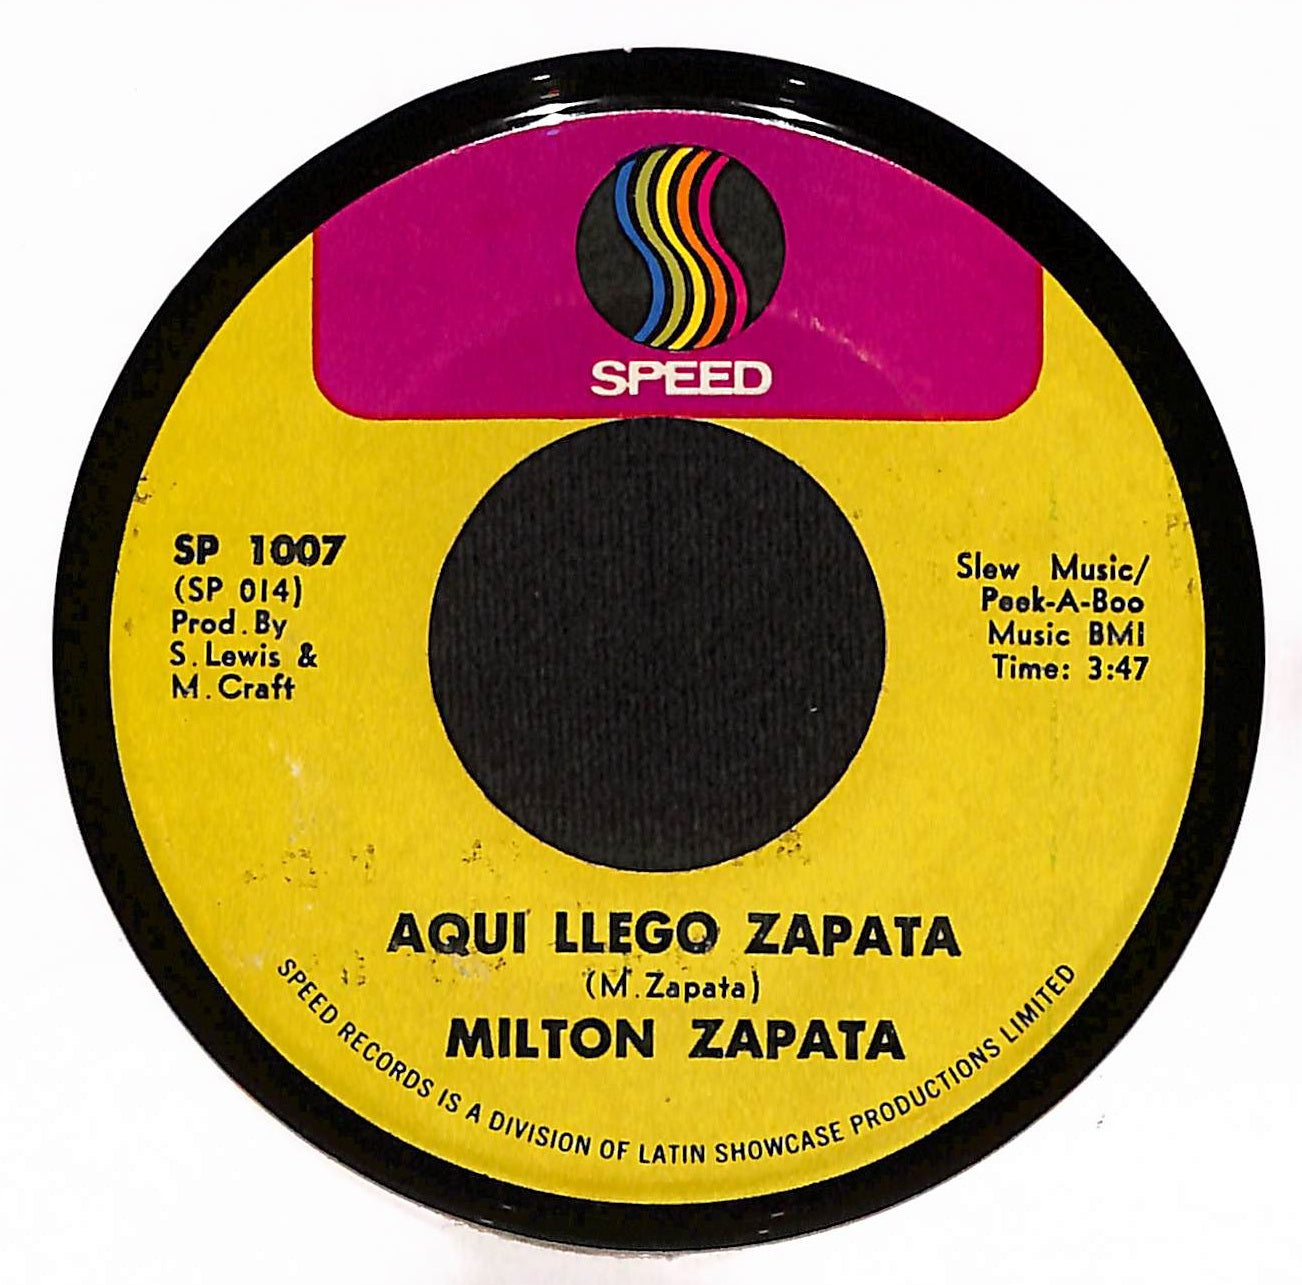 SPEED
SP 1007
(SP 014)
Prod. By
S. Lewis &
M. Craft
Slew Music/
Peek-A-Boo
Music BMI
Time: 3:47
AQUI LLEGO ZAPATA
(M. Zapata)
MILTON ZAPATA
SPEED RECORDS IS A DIVISION OF LATIN SHOWCASE PRODUCTIONS LIMITED